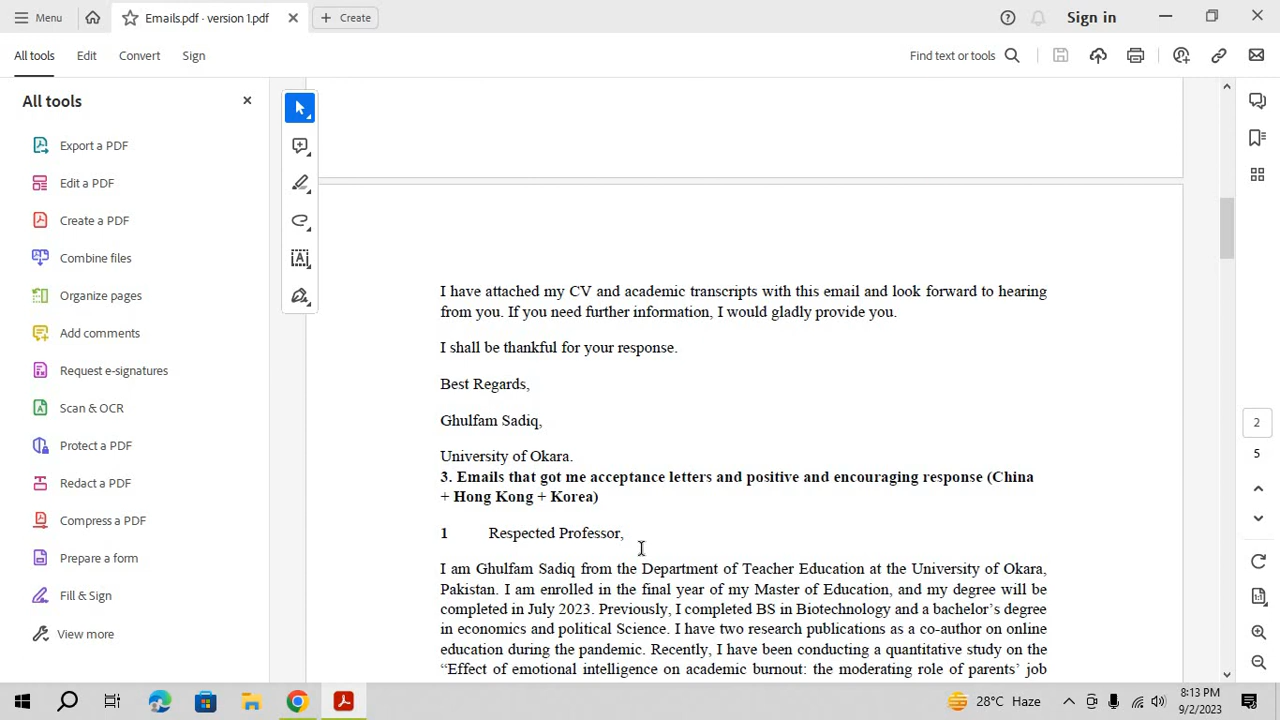 Menu
Emails.pdf - version 1.pdf
Create
Sign in
All tools
Edit
Convert
Sign
Find text or tools
All tools
Export a PDF
Edit a PDF
Create a PDF
Combine files
Organize pages
Add comments
Request e-signatures
Scan & OCR
Protect a PDF
Redact a PDF
Compress a PDF
Prepare a form
Fill & Sign
View more
I have attached my CV and academic transcripts with this email and look forward to hearing
from you. If you need further information, I would gladly provide you.
I shall be thankful for your response.
Best Regards,
Ghulfam Sadiq,
University of Okara.
3. Emails that got me acceptance letters and positive and encouraging response (China
+ Hong Kong + Korea)
1 Respected Professor,
I am Ghulfam Sadiq from the Department of Teacher Education at the University of Okara,
Pakistan. I am enrolled in the final year of my Master of Education, and my degree will be
completed in July 2023. Previously, I completed BS in Biotechnology and a bachelor's degree
in economics and political Science. I have two research publications as a co-author on online
education during the pandemic. Recently, I have been conducting a quantitative study on the
“Effect of emotional intelligence on academic burnout: the moderating role of parents' job
2
5
28°C Haze
8:13 PM
9/2/2023